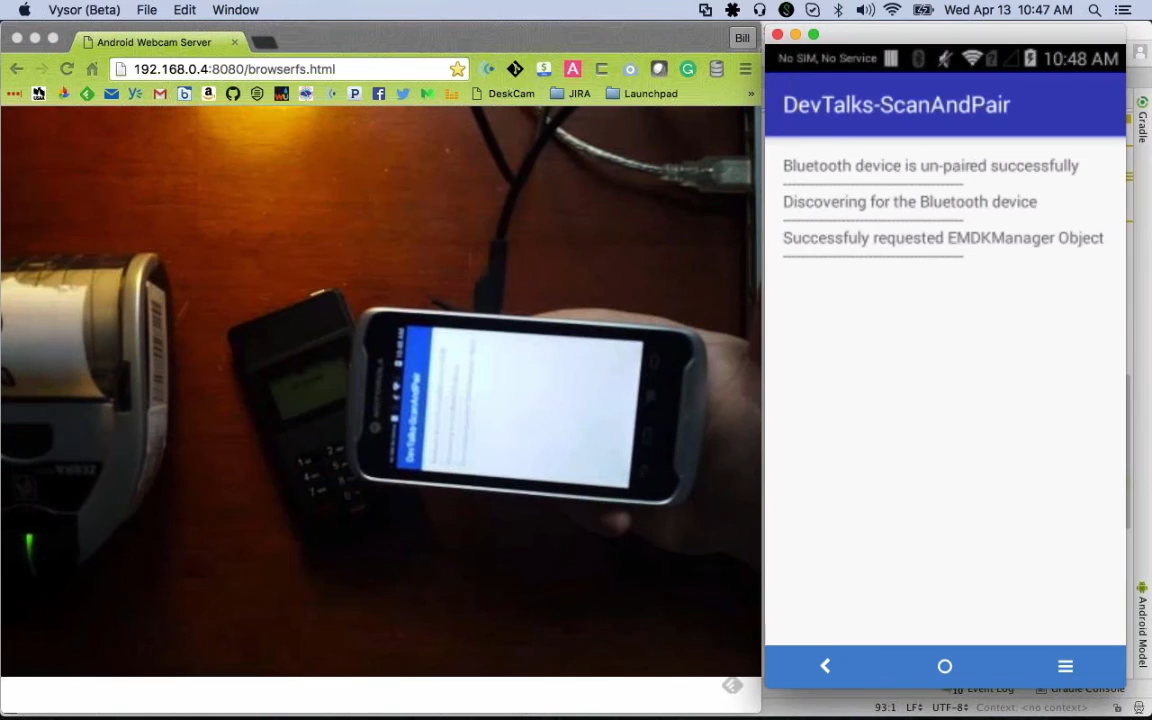 Vysor (Beta) File Edit Window
Wed Apr 13 10:47 AM
Android Webcam Server
Bill
192.168.0.4:8080/browserfs.html
DeskCam JIRA Launchpad
No SIM, No Service 10:48 AM
DevTalks-ScanAndPair
Bluetooth device is un-paired successfully
Discovering for the Bluetooth device
Successfuly requested EMDKManager Object
DevTalks-ScanAndPair
Gradle
Android Model
Event Log Gradle Console
93:1 LF UTF-8 Context: <no context>